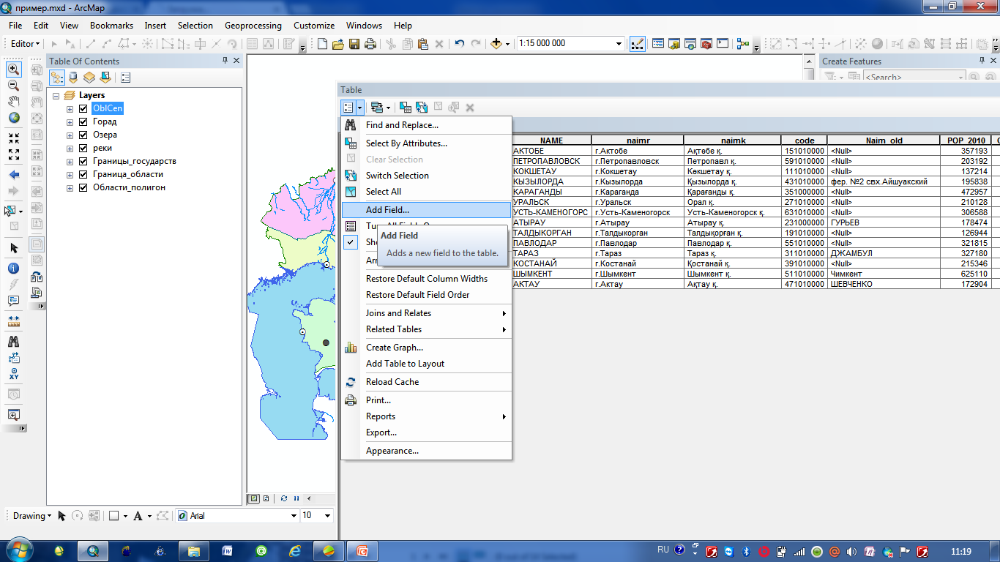 пример.mxd - ArcMap
File Edit View Bookmarks Insert Selection Geoprocessing Customize Windows Help
Editor 1:15 000 000
Table Of Contents
Create Features
<Search>
Layers
OblCen
Горад
Озера
реки
Границы_государств
Граница_области
Области_полигон
Table
Find and Replace...
Select By Attributes...
Clear Selection
Switch Selection
Select All
Add Field...
Add Field
Adds a new field to the table.
Restore Default Column Widths
Restore Default Field Order
Joins and Relates
Related Tables
Create Graph...
Add Table to Layout
Reload Cache
Print...
Reports
Export...
Appearance...
NAME naimr naimk code Naim_old POP_2010
АКТОБЕ г.Актобе Ақтөбе қ. 151010000 <Null> 357193
ПЕТРОПАВЛОВСК г.Петропавловск Петропавл қ. 591010000 <Null> 203192
КОКШЕТАУ г.Кокшетау Көкшетау қ. 111010000 <Null> 137214
КЫЗЫЛОРДА г.Кызылорда Қызылорда қ. 431010000 фер. №2 свх.Айшуакский 195838
КАРАГАНДЫ г.Караганда Қарағанды қ. 351010000 <Null> 472957
УРАЛЬСК г.Уральск Орал қ. 271010000 <Null> 210128
УСТЬ-КАМЕНОГОРС г.Усть-Каменогорск Усть-Каменогорск қ. 631010000 <Null> 306588
АТЫРАУ г.Атырау Атырау қ. 231000000 ГУРЬЕВ 178474
ТАЛДЫКОРГАН г.Талдыкорган Талдықорған қ. 191010000 <Null> 126944
ПАВЛОДАР г.Павлодар Павлодар қ. 551010000 <Null> 321815
ТАРАЗ г.Тараз Тараз қ. 311010000 ДЖАМБУЛ 327180
КОСТАНАЙ г.Костанай Қостанай қ. 391010000 <Null> 215346
ШЫМКЕНТ г.Шымкент Шымкент қ. 511010000 Чимкент 625110
АКТАУ г.Актау Ақтау қ. 471010000 ШЕВЧЕНКО 172904
XY
Drawing A Arial 10
RU 11:19